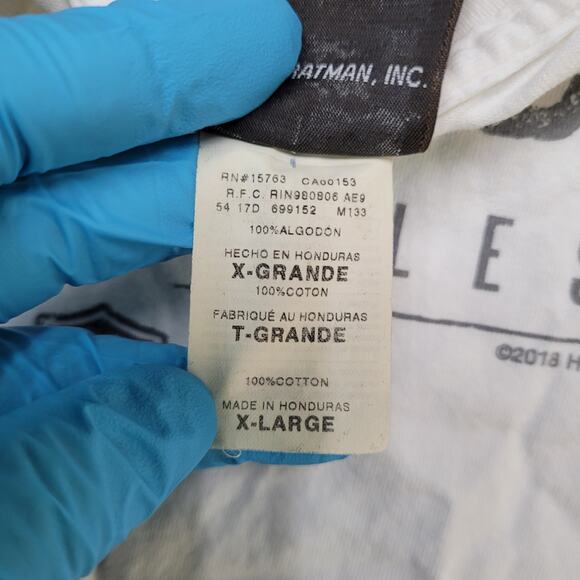 RATMAN, INC.
RN#15763 CA60153
R.F.C. RIN980806 AE9
54 17D 699152 M133
100%ALGODÓN
HECHO EN HONDURAS
X-GRANDE
100%COTON
FABRIQUÉ AU HONDURAS
T-GRANDE
100%COTTON
MADE IN HONDURAS
X-LARGE
LES
©2018 H